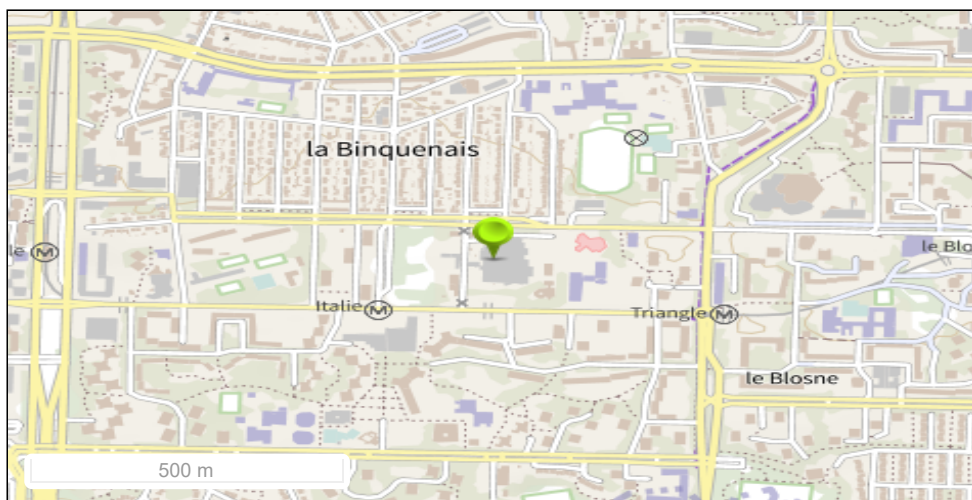 la Binquenais
le
M
le Blo
Italie M
Triangle M
le Blosne
500 m